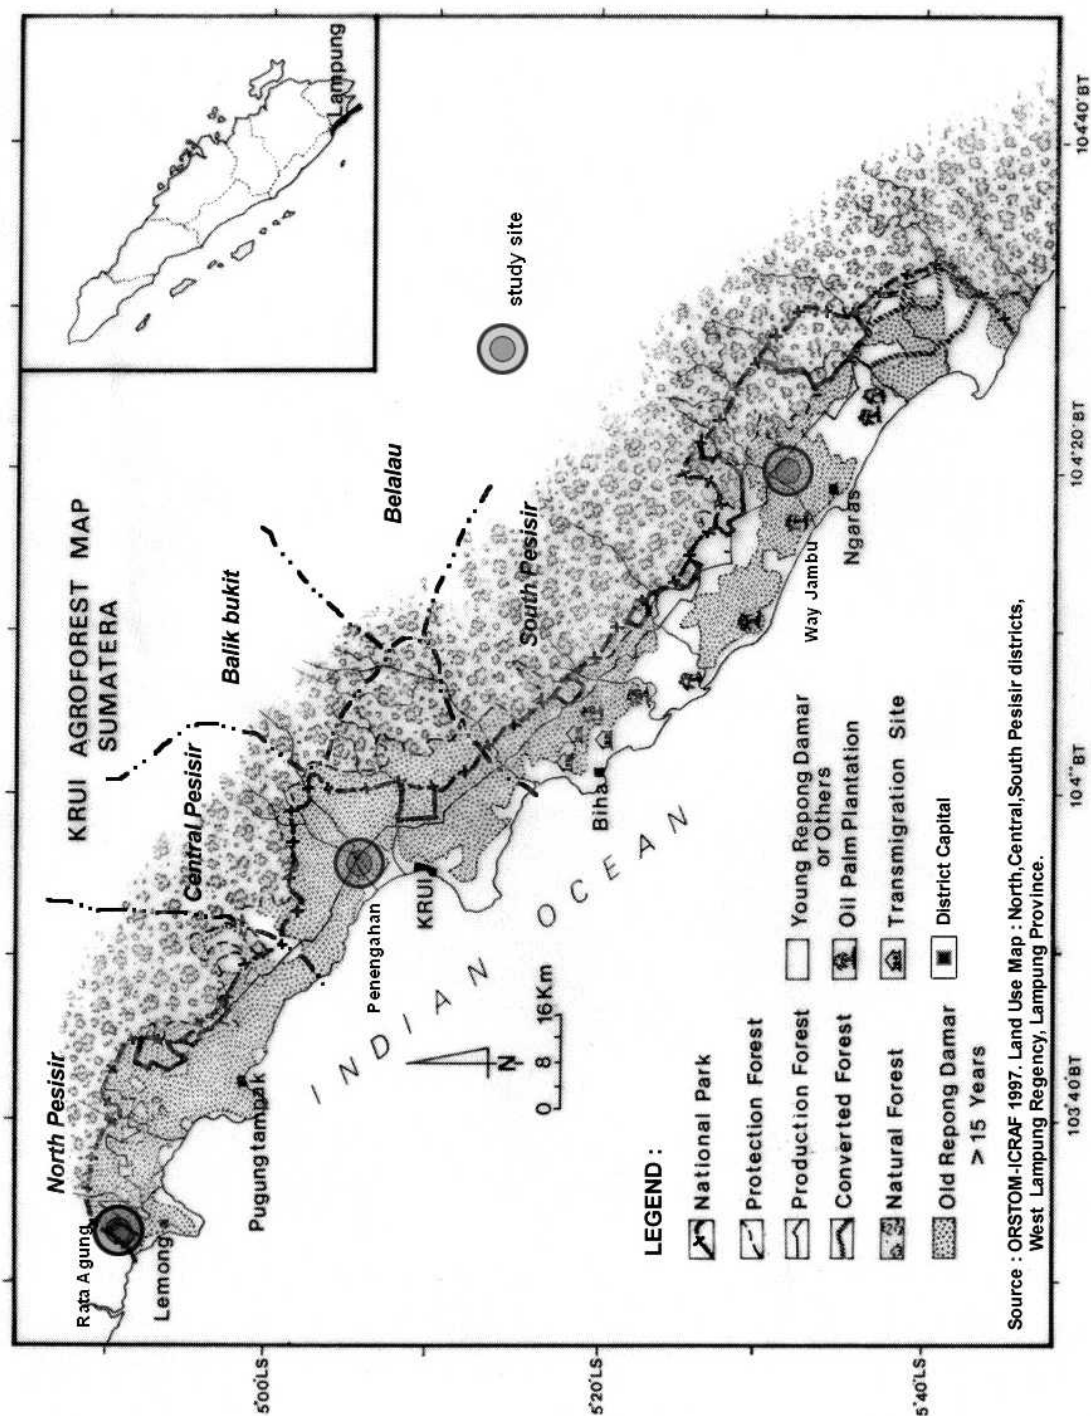 KRUI AGROFOREST MAP
SUMATERA
Lampung
study site
North Pesisir
Central Pesisir
Balik bukit
Belalau
South Pesisir
Rata Agung
Lemong
Pugungtampak
Penengahan
KRUI
Biha
Way Jambu
Ngaras
INDIAN OCEAN
N
0 8 16Km
LEGEND :
National Park
Protection Forest
Production Forest
Converted Forest
Natural Forest
Old Repong Damar
> 15 Years
Young Repong Damar
or Others
Oil Palm Plantation
Transmigration Site
District Capital
Source : ORSTOM-ICRAF 1997. Land Use Map : North,Central,South Pesisir districts,
West Lampung Regency, Lampung Province.
5°00'LS
5°20'LS
5°40'LS
103°40'BT
104°'BT
104°20'BT
104°40'BT